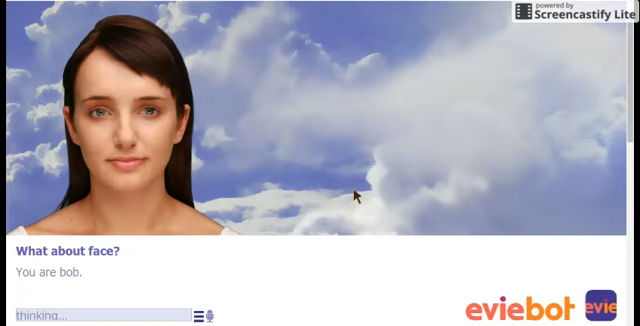 powered by
Screencastify Lite
What about face?
You are bob.
thinking...
eviebot
evie